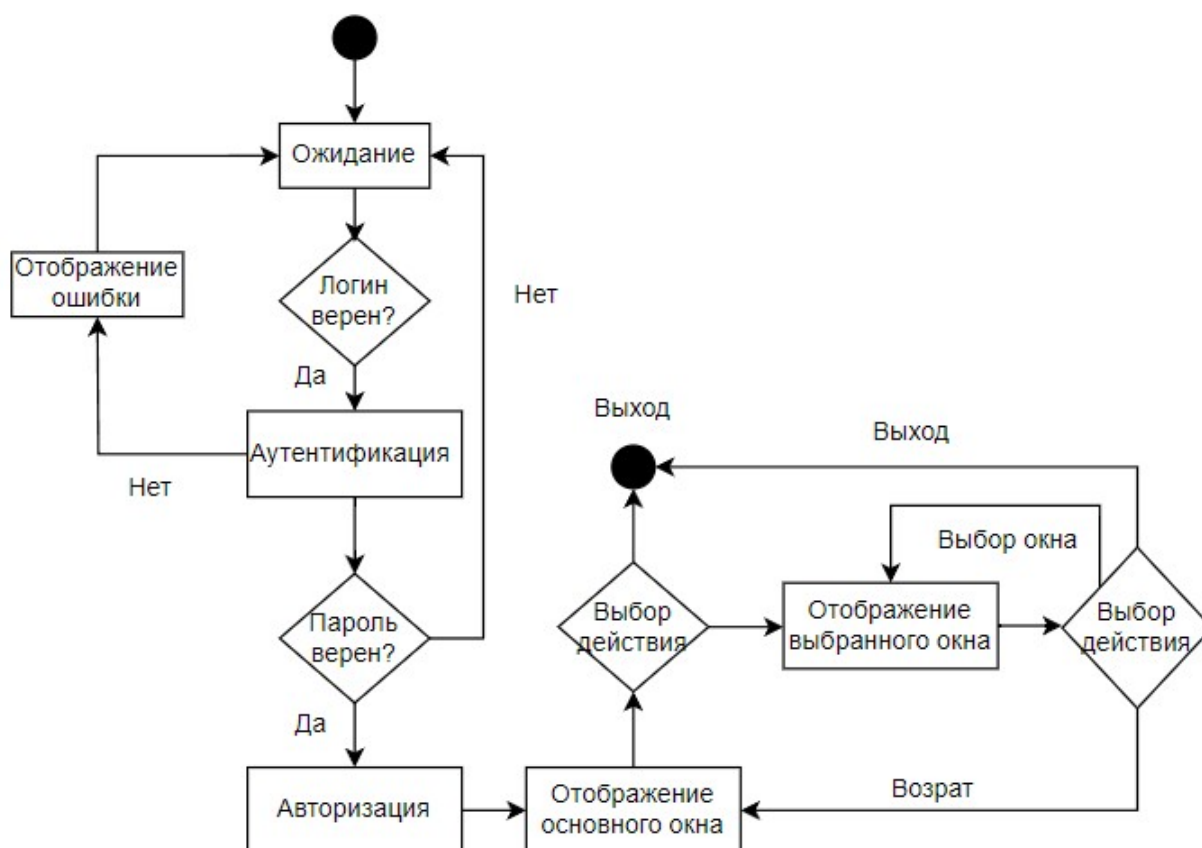 Ожидание
Отображение
ошибки
Логин
верен?
Нет
Да
Выход
Выход
Аутентификация
Нет
Выбор окна
Пароль
верен?
Выбор
действия
Отображение
выбранного окна
Выбор
действия
Да
Авторизация
Отображение
основного окна
Возрат